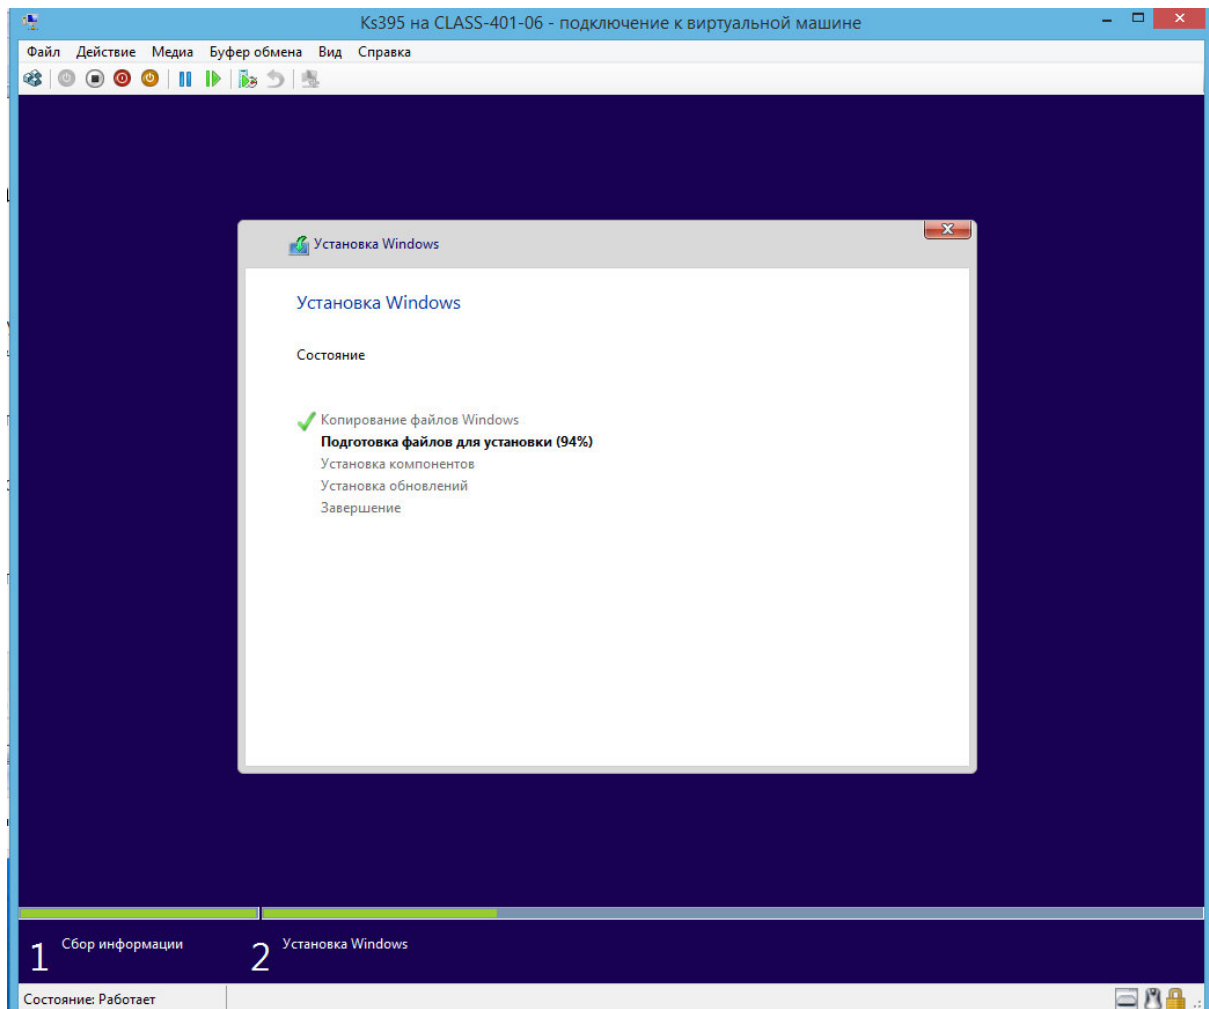 Ks395 на CLASS-401-06 - подключение к виртуальной машине
Файл Действие Медиа Буфер обмена Вид Справка
Установка Windows
Установка Windows
Состояние
Копирование файлов Windows
Подготовка файлов для установки (94%)
Установка компонентов
Установка обновлений
Завершение
1 Сбор информации 2 Установка Windows
Состояние: Работает